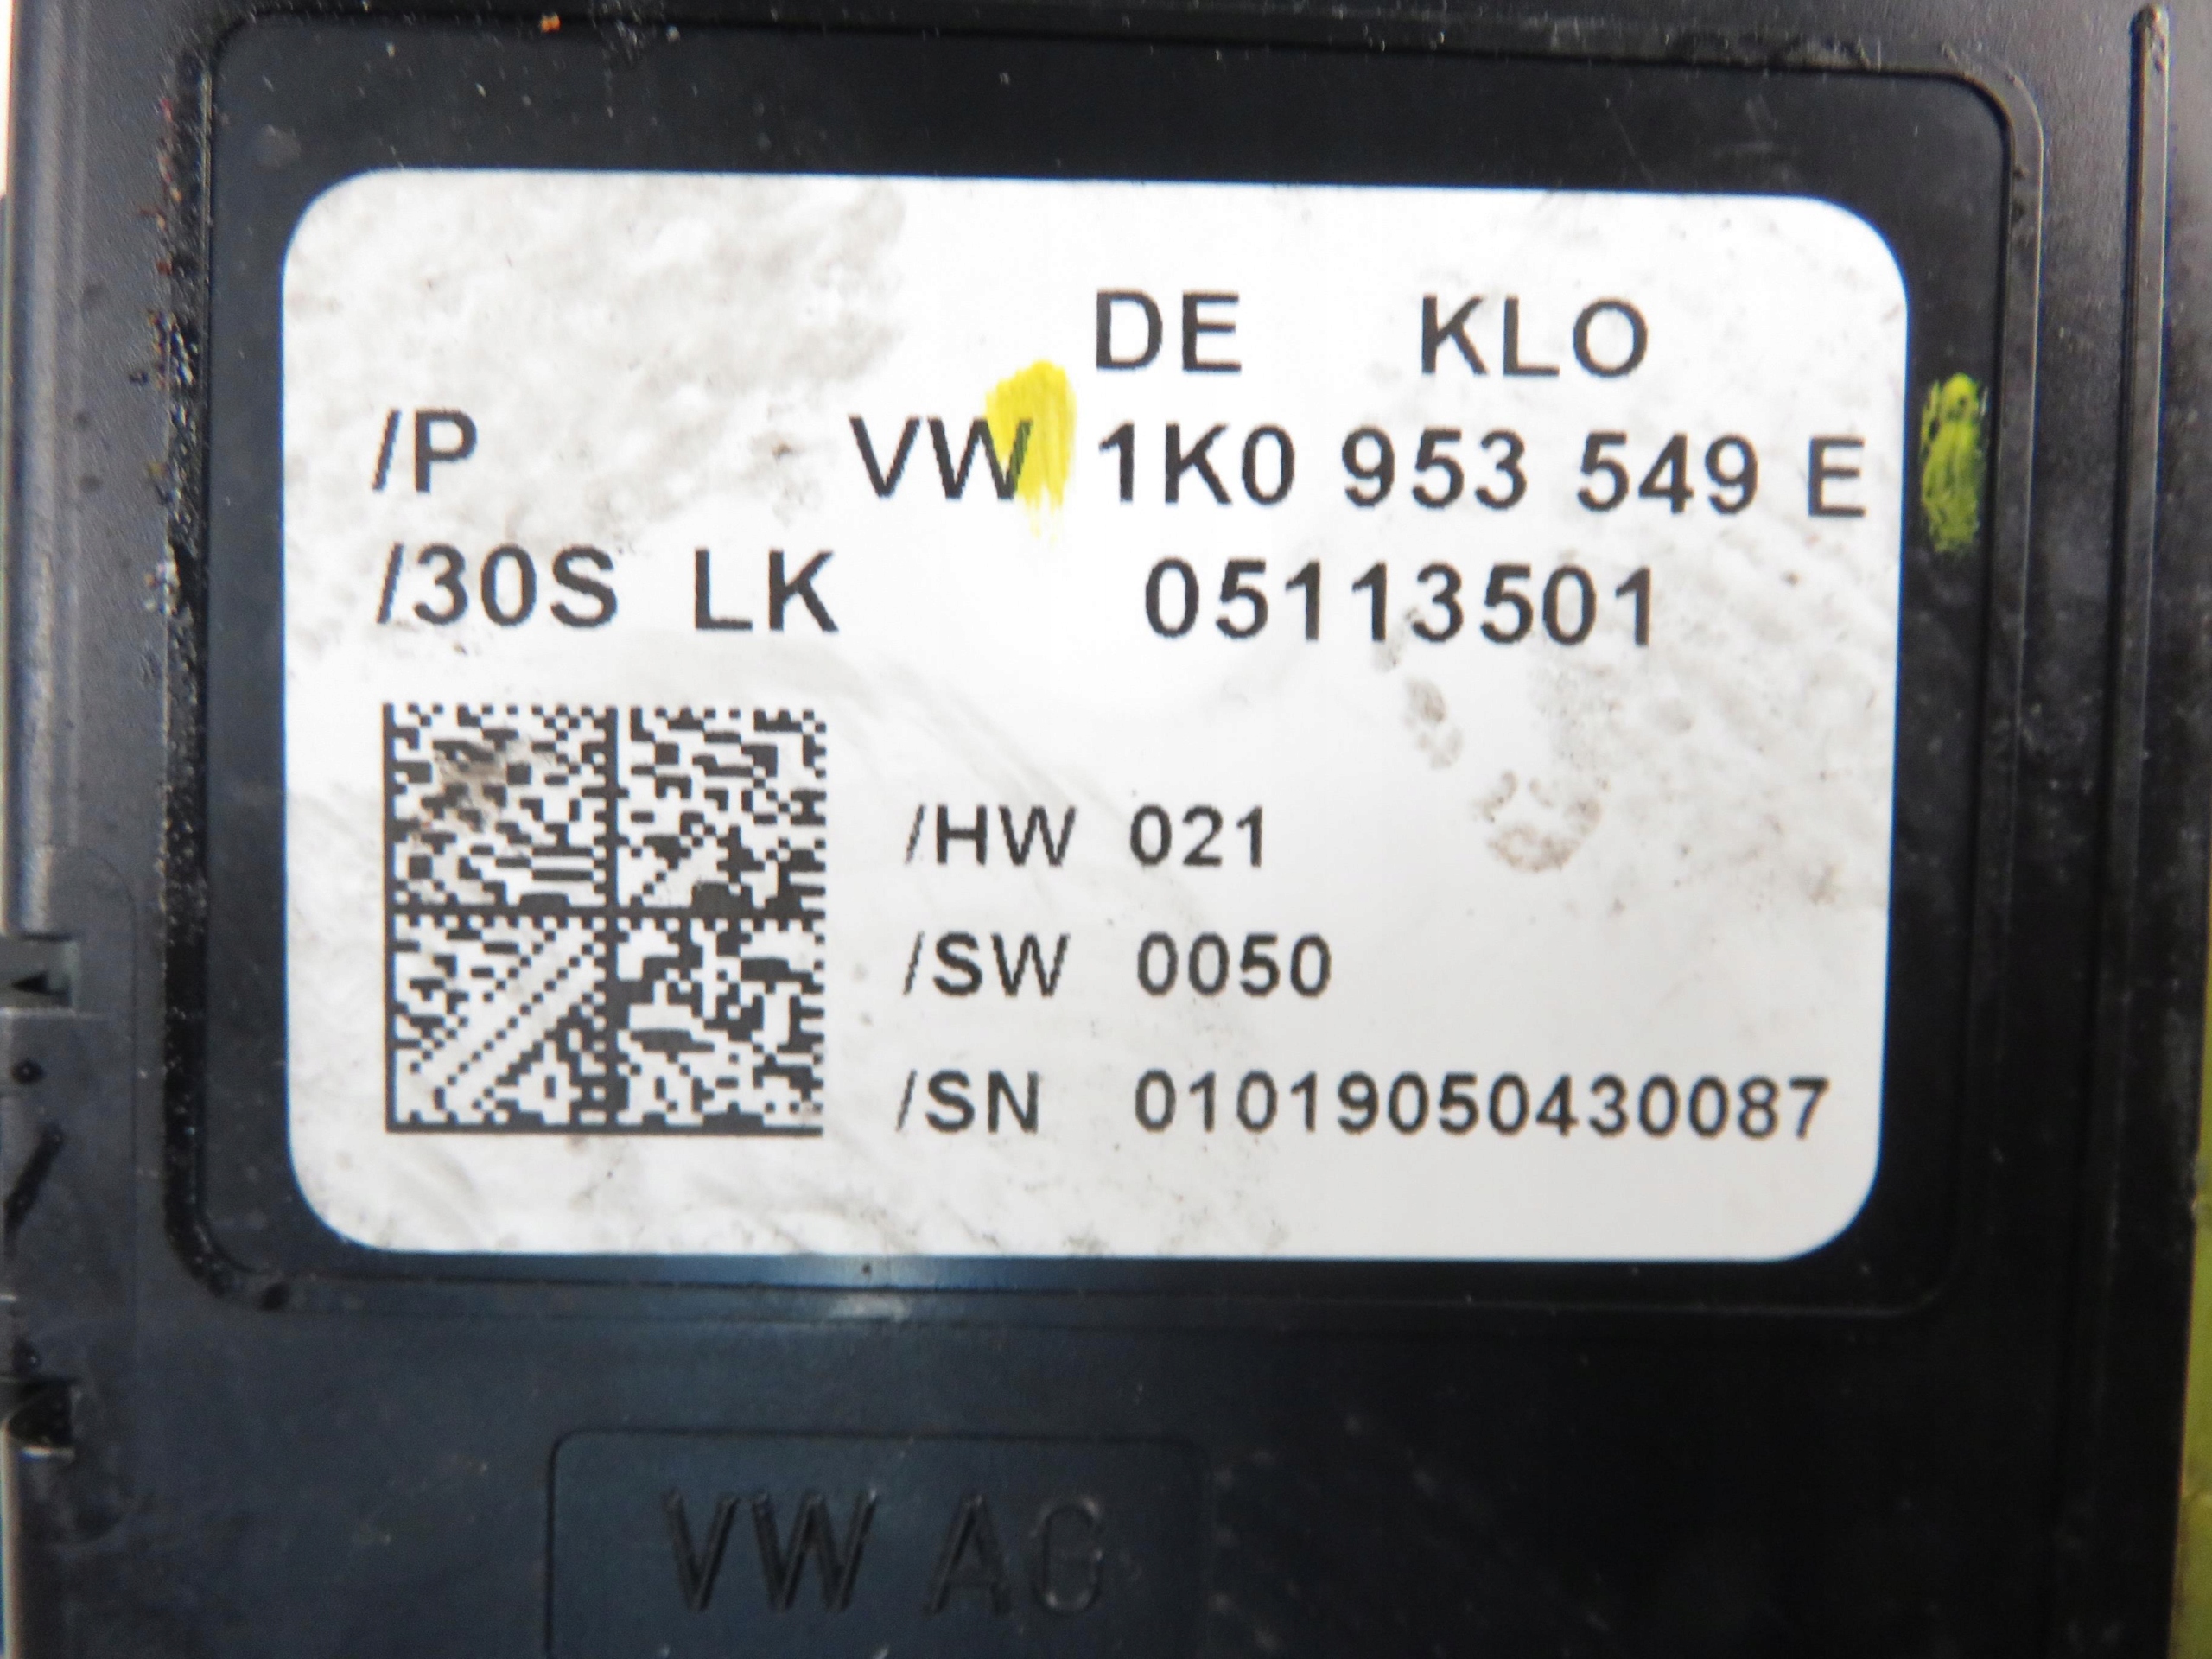 DE KLO
/P VW 1K0 953 549 E
/30S LK 05113501
/HW 021
/SW 0050
/SN 01019050430087
VW AG